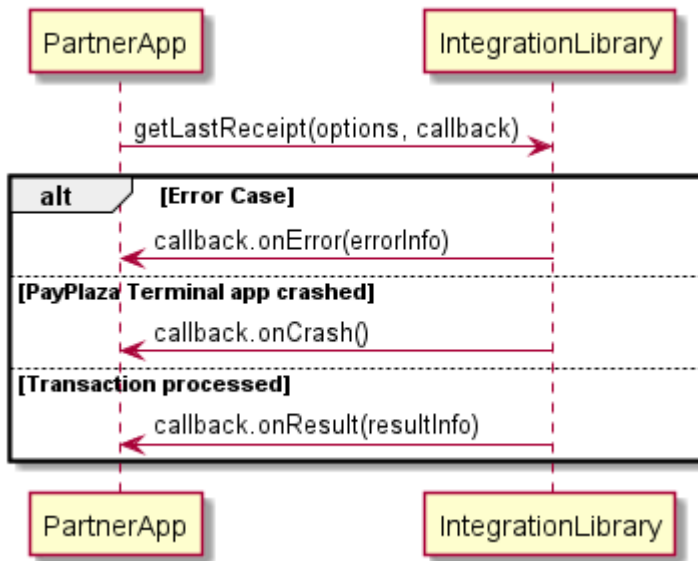 PartnerApp
IntegrationLibrary
getLastReceipt(options, callback)
alt
[Error Case]
callback.onError(errorInfo)
[PayPlaza Terminal app crashed]
callback.onCrash()
[Transaction processed]
callback.onResult(resultInfo)
PartnerApp
IntegrationLibrary